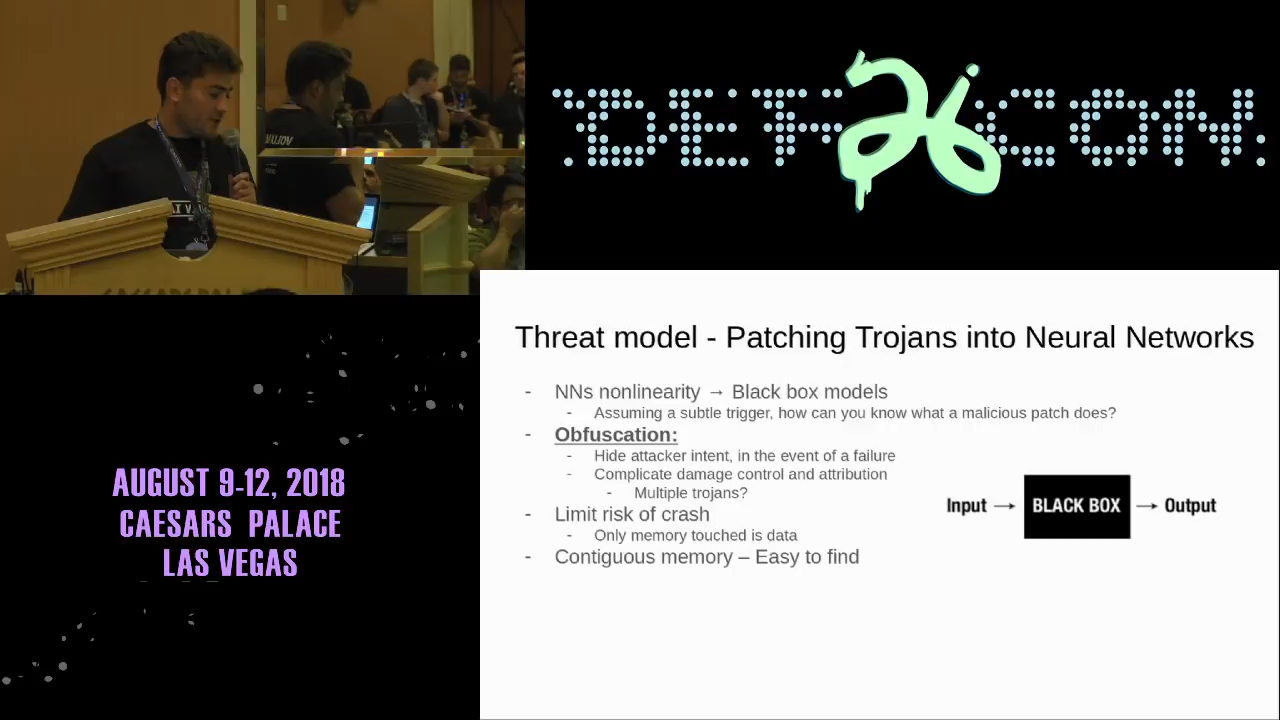 DEFCON
26
Threat model - Patching Trojans into Neural Networks
- NNs nonlinearity → Black box models
- Assuming a subtle trigger, how can you know what a malicious patch does?
- Obfuscation:
- Hide attacker intent, in the event of a failure
- Complicate damage control and attribution
- Multiple trojans?
- Limit risk of crash
- Only memory touched is data
- Contiguous memory – Easy to find
Input → BLACK BOX → Output
AUGUST 9-12, 2018
CAESARS PALACE
LAS VEGAS